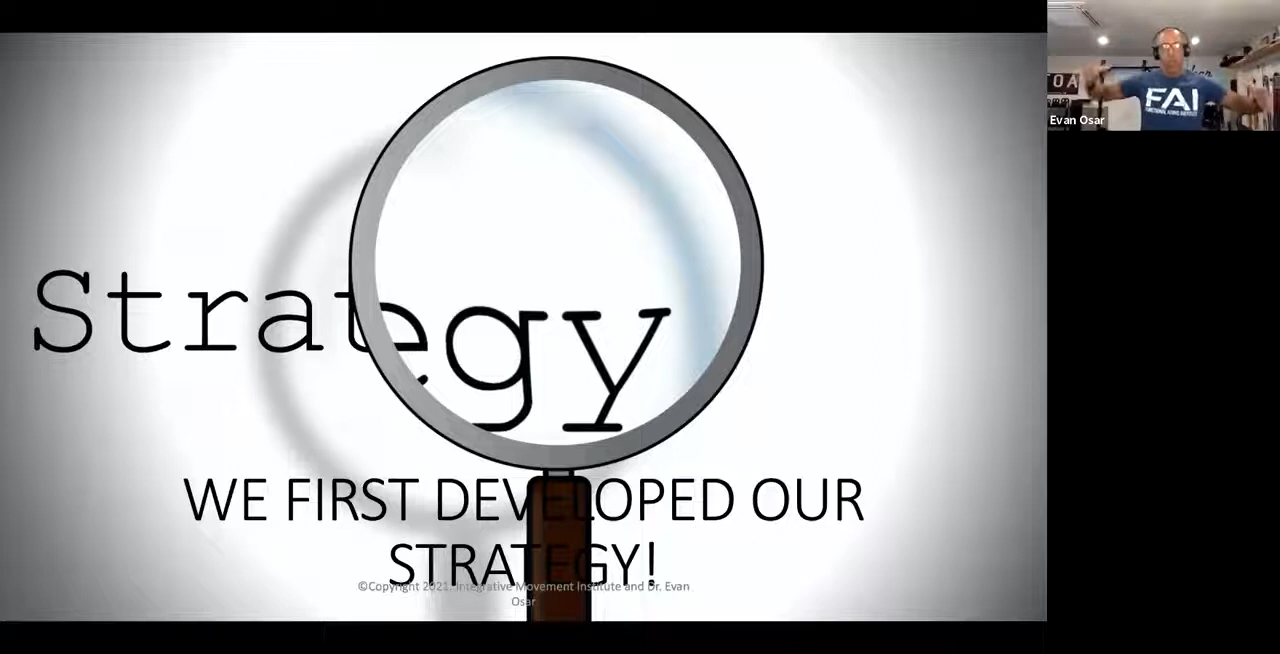 Strategy
WE FIRST DEVELOPED OUR
STRATEGY!
©Copyright 2021. Integrative Movement Institute and Dr. Evan
Osar
Evan Osar
FAI